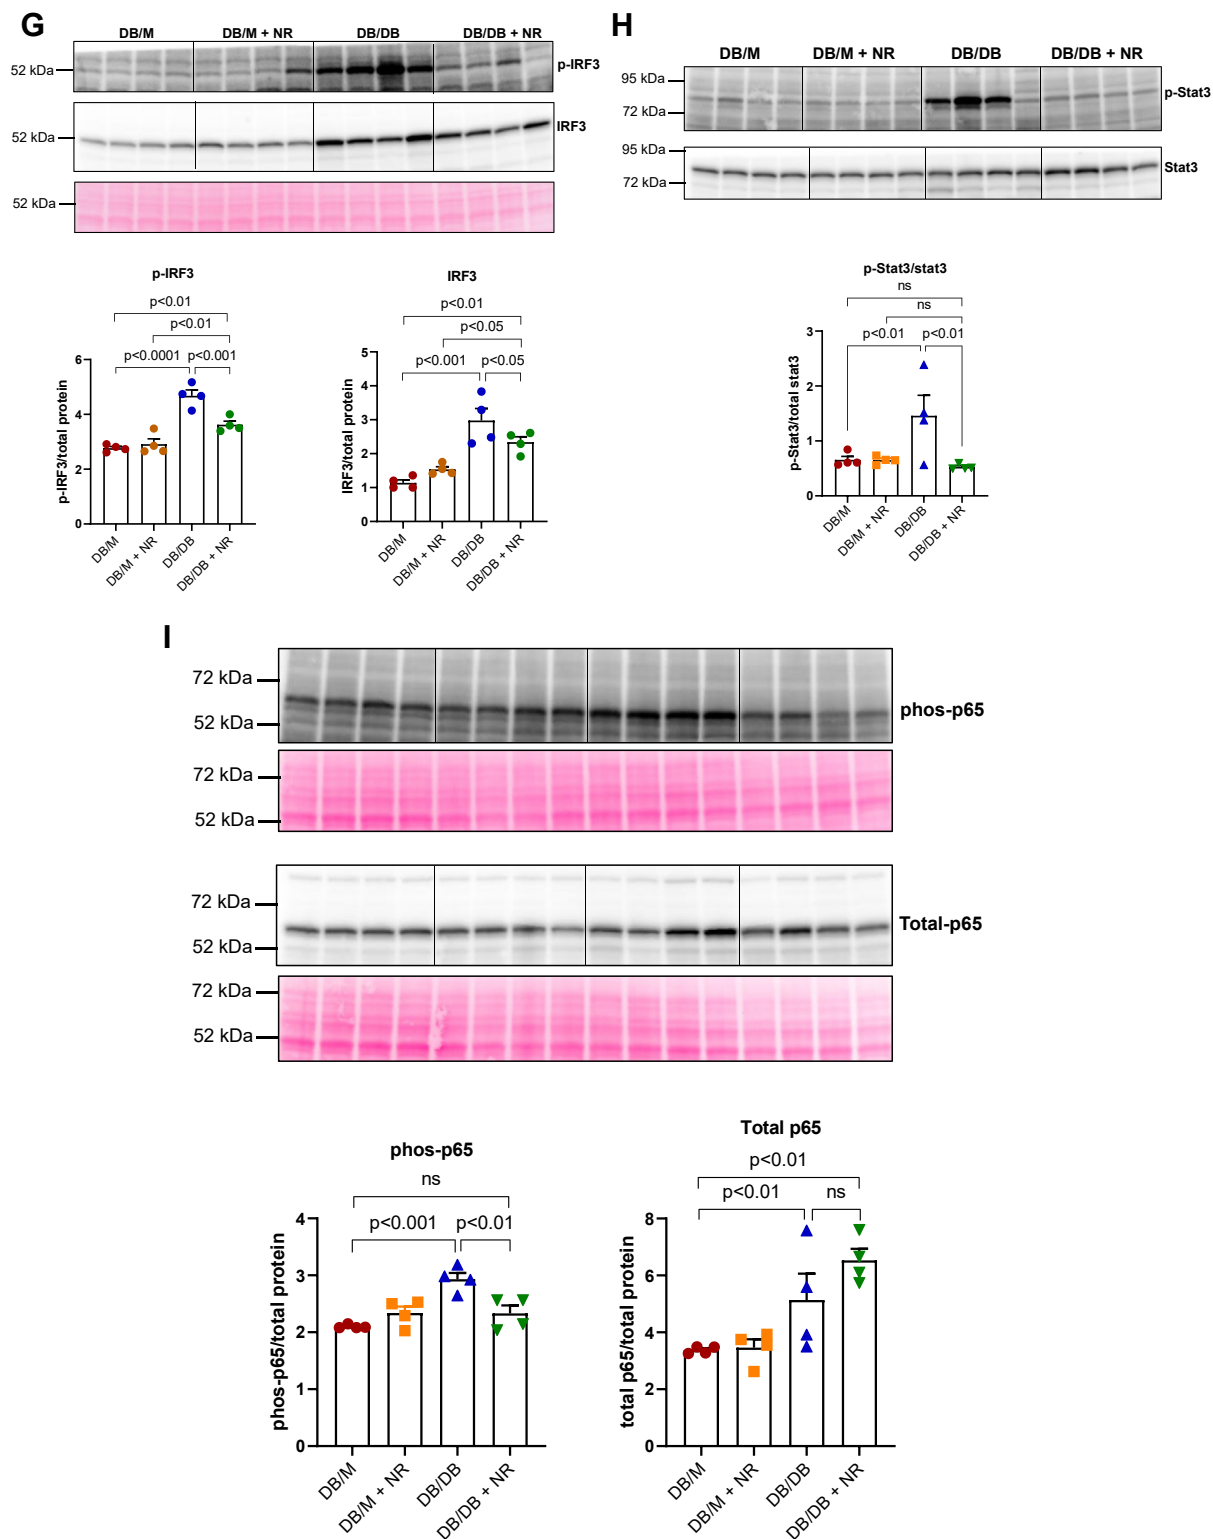 G
DB/M DB/M + NR DB/DB DB/DB + NR
52 kDa p-IRF3
52 kDa IRF3
52 kDa
H
DB/M DB/M + NR DB/DB DB/DB + NR
95 kDa
p-Stat3
72 kDa
95 kDa
Stat3
72 kDa
p-IRF3
p<0.01
p<0.01
p<0.0001 p<0.001
p-IRF3/total protein
6
4
2
0
DB/M
DB/M + NR
DB/DB
DB/DB + NR
IRF3
p<0.01
p<0.05
p<0.001 p<0.05
IRF3/total protein
5
4
3
2
1
0
DB/M
DB/M + NR
DB/DB
DB/DB + NR
p-Stat3/stat3
ns
ns
p<0.01 p<0.01
p-Stat3/total stat3
3
2
1
0
DB/M
DB/M + NR
DB/DB
DB/DB + NR
I
72 kDa
phos-p65
52 kDa
72 kDa
52 kDa
72 kDa
Total-p65
52 kDa
72 kDa
52 kDa
phos-p65
ns
p<0.001 p<0.01
phos-p65/total protein
4
3
2
1
0
DB/M
DB/M + NR
DB/DB
DB/DB + NR
Total p65
p<0.01
p<0.01 ns
total p65/total protein
8
6
4
2
0
DB/M
DB/M + NR
DB/DB
DB/DB + NR